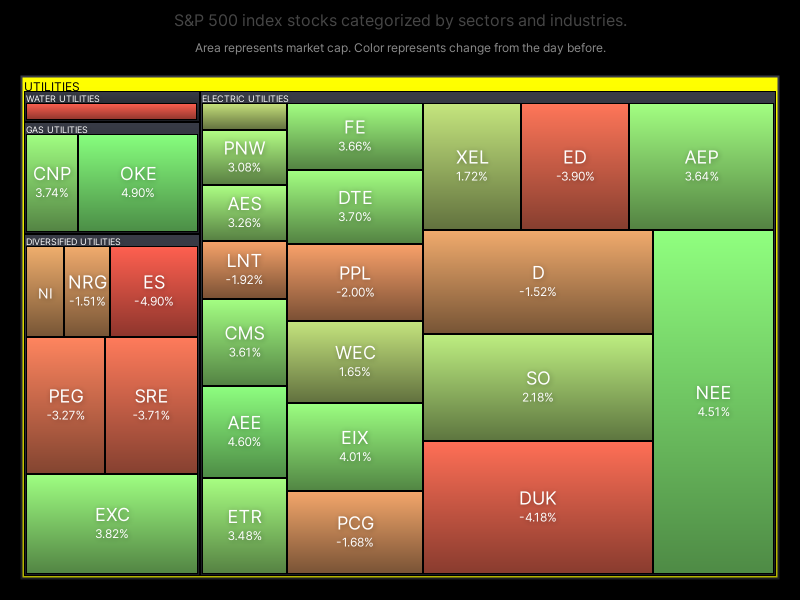 S&P 500 index stocks categorized by sectors and industries.
Area represents market cap. Color represents change from the day before.
UTILITIES
WATER UTILITIES
GAS UTILITIES
CNP
3.74%
OKE
4.90%
DIVERSIFIED UTILITIES
NI
NRG
-1.51%
ES
-4.90%
PEG
-3.27%
SRE
-3.71%
EXC
3.82%
ELECTRIC UTILITIES
PNW
3.08%
AES
3.26%
LNT
-1.92%
CMS
3.61%
AEE
4.60%
ETR
3.48%
FE
3.66%
DTE
3.70%
PPL
-2.00%
WEC
1.65%
EIX
4.01%
PCG
-1.68%
XEL
1.72%
ED
-3.90%
AEP
3.64%
D
-1.52%
SO
2.18%
DUK
-4.18%
NEE
4.51%